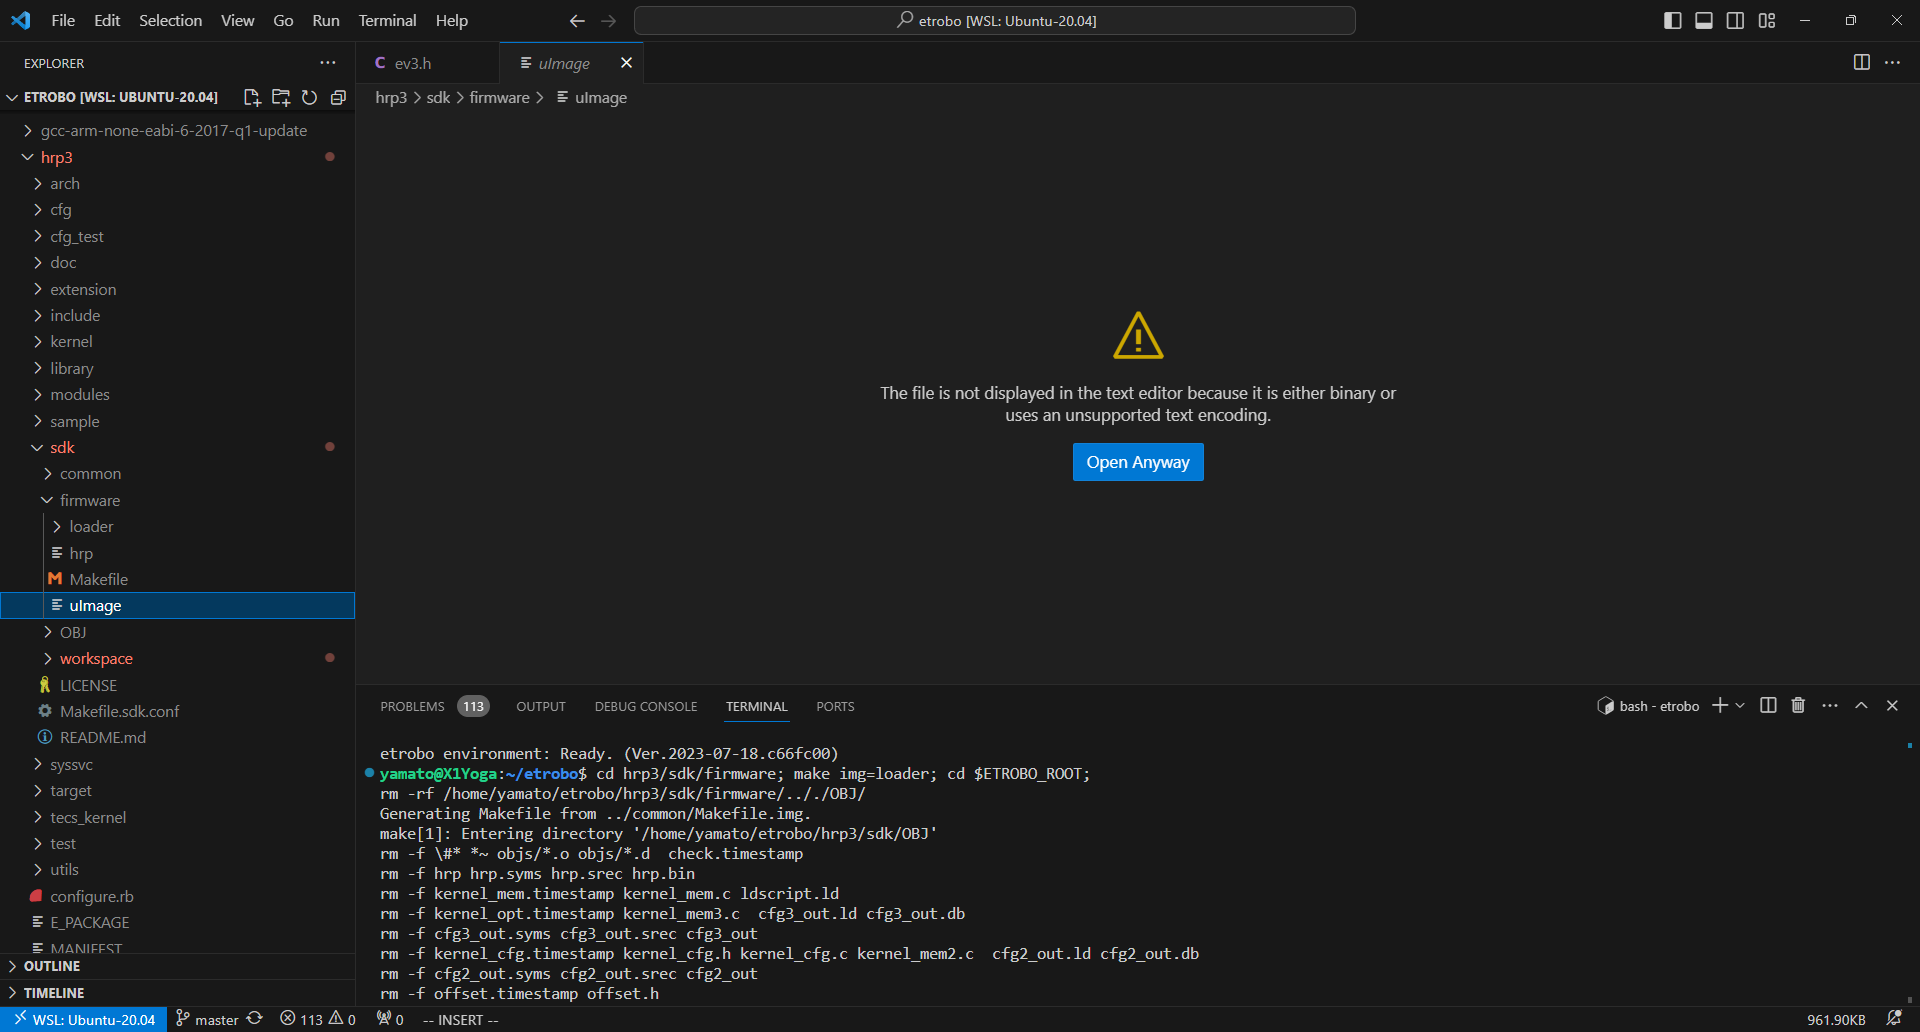 File Edit Selection View Go Run Terminal Help
etrobo [WSL: Ubuntu-20.04]
EXPLORER
ETROBO [WSL: UBUNTU-20.04]
gcc-arm-none-eabi-6-2017-q1-update
hrp3
arch
cfg
cfg_test
doc
extension
include
kernel
library
modules
sample
sdk
common
firmware
loader
hrp
Makefile
uImage
OBJ
workspace
LICENSE
Makefile.sdk.conf
README.md
syssvc
target
tecs_kernel
test
utils
configure.rb
E_PACKAGE
MANIFEST
OUTLINE
TIMELINE
C ev3.h uImage
hrp3 > sdk > firmware > uImage
The file is not displayed in the text editor because it is either binary or
uses an unsupported text encoding.
Open Anyway
PROBLEMS 113 OUTPUT DEBUG CONSOLE TERMINAL PORTS bash - etrobo
etrobo environment: Ready. (Ver.2023-07-18.c66fc00)
yamato@X1Yoga:~/etrobo$ cd hrp3/sdk/firmware; make img=loader; cd $ETROBO_ROOT;
rm -rf /home/yamato/etrobo/hrp3/sdk/firmware/.././OBJ/
Generating Makefile from ../common/Makefile.img.
make[1]: Entering directory '/home/yamato/etrobo/hrp3/sdk/OBJ'
rm -f \#* *~ objs/*.o objs/*.d  check.timestamp
rm -f hrp hrp.syms hrp.srec hrp.bin
rm -f kernel_mem.timestamp kernel_mem.c ldscript.ld
rm -f kernel_opt.timestamp kernel_mem3.c  cfg3_out.ld cfg3_out.db
rm -f cfg3_out.syms cfg3_out.srec cfg3_out
rm -f kernel_cfg.timestamp kernel_cfg.h kernel_cfg.c kernel_mem2.c  cfg2_out.ld cfg2_out.db
rm -f cfg2_out.syms cfg2_out.srec cfg2_out
rm -f offset.timestamp offset.h
WSL: Ubuntu-20.04 master 113 0 0 -- INSERT -- 961.90KB